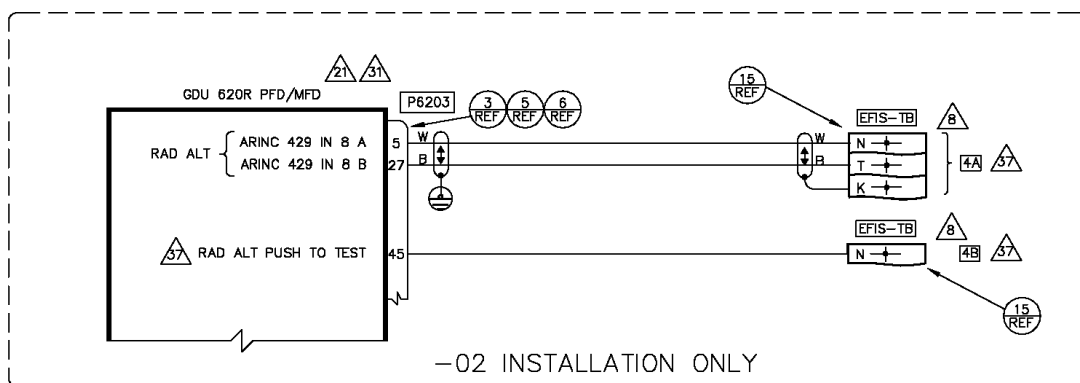 21 31
GDU 620R PFD/MFD
P6203
3 REF
5 REF
6 REF
15 REF
EFIS-TB
8
RAD ALT
ARINC 429 IN 8 A
5
W
W
N
ARINC 429 IN 8 B
27
B
B
T
4A
37
K
EFIS-TB
8
37
RAD ALT PUSH TO TEST
45
N
4B
37
15 REF
-02 INSTALLATION ONLY